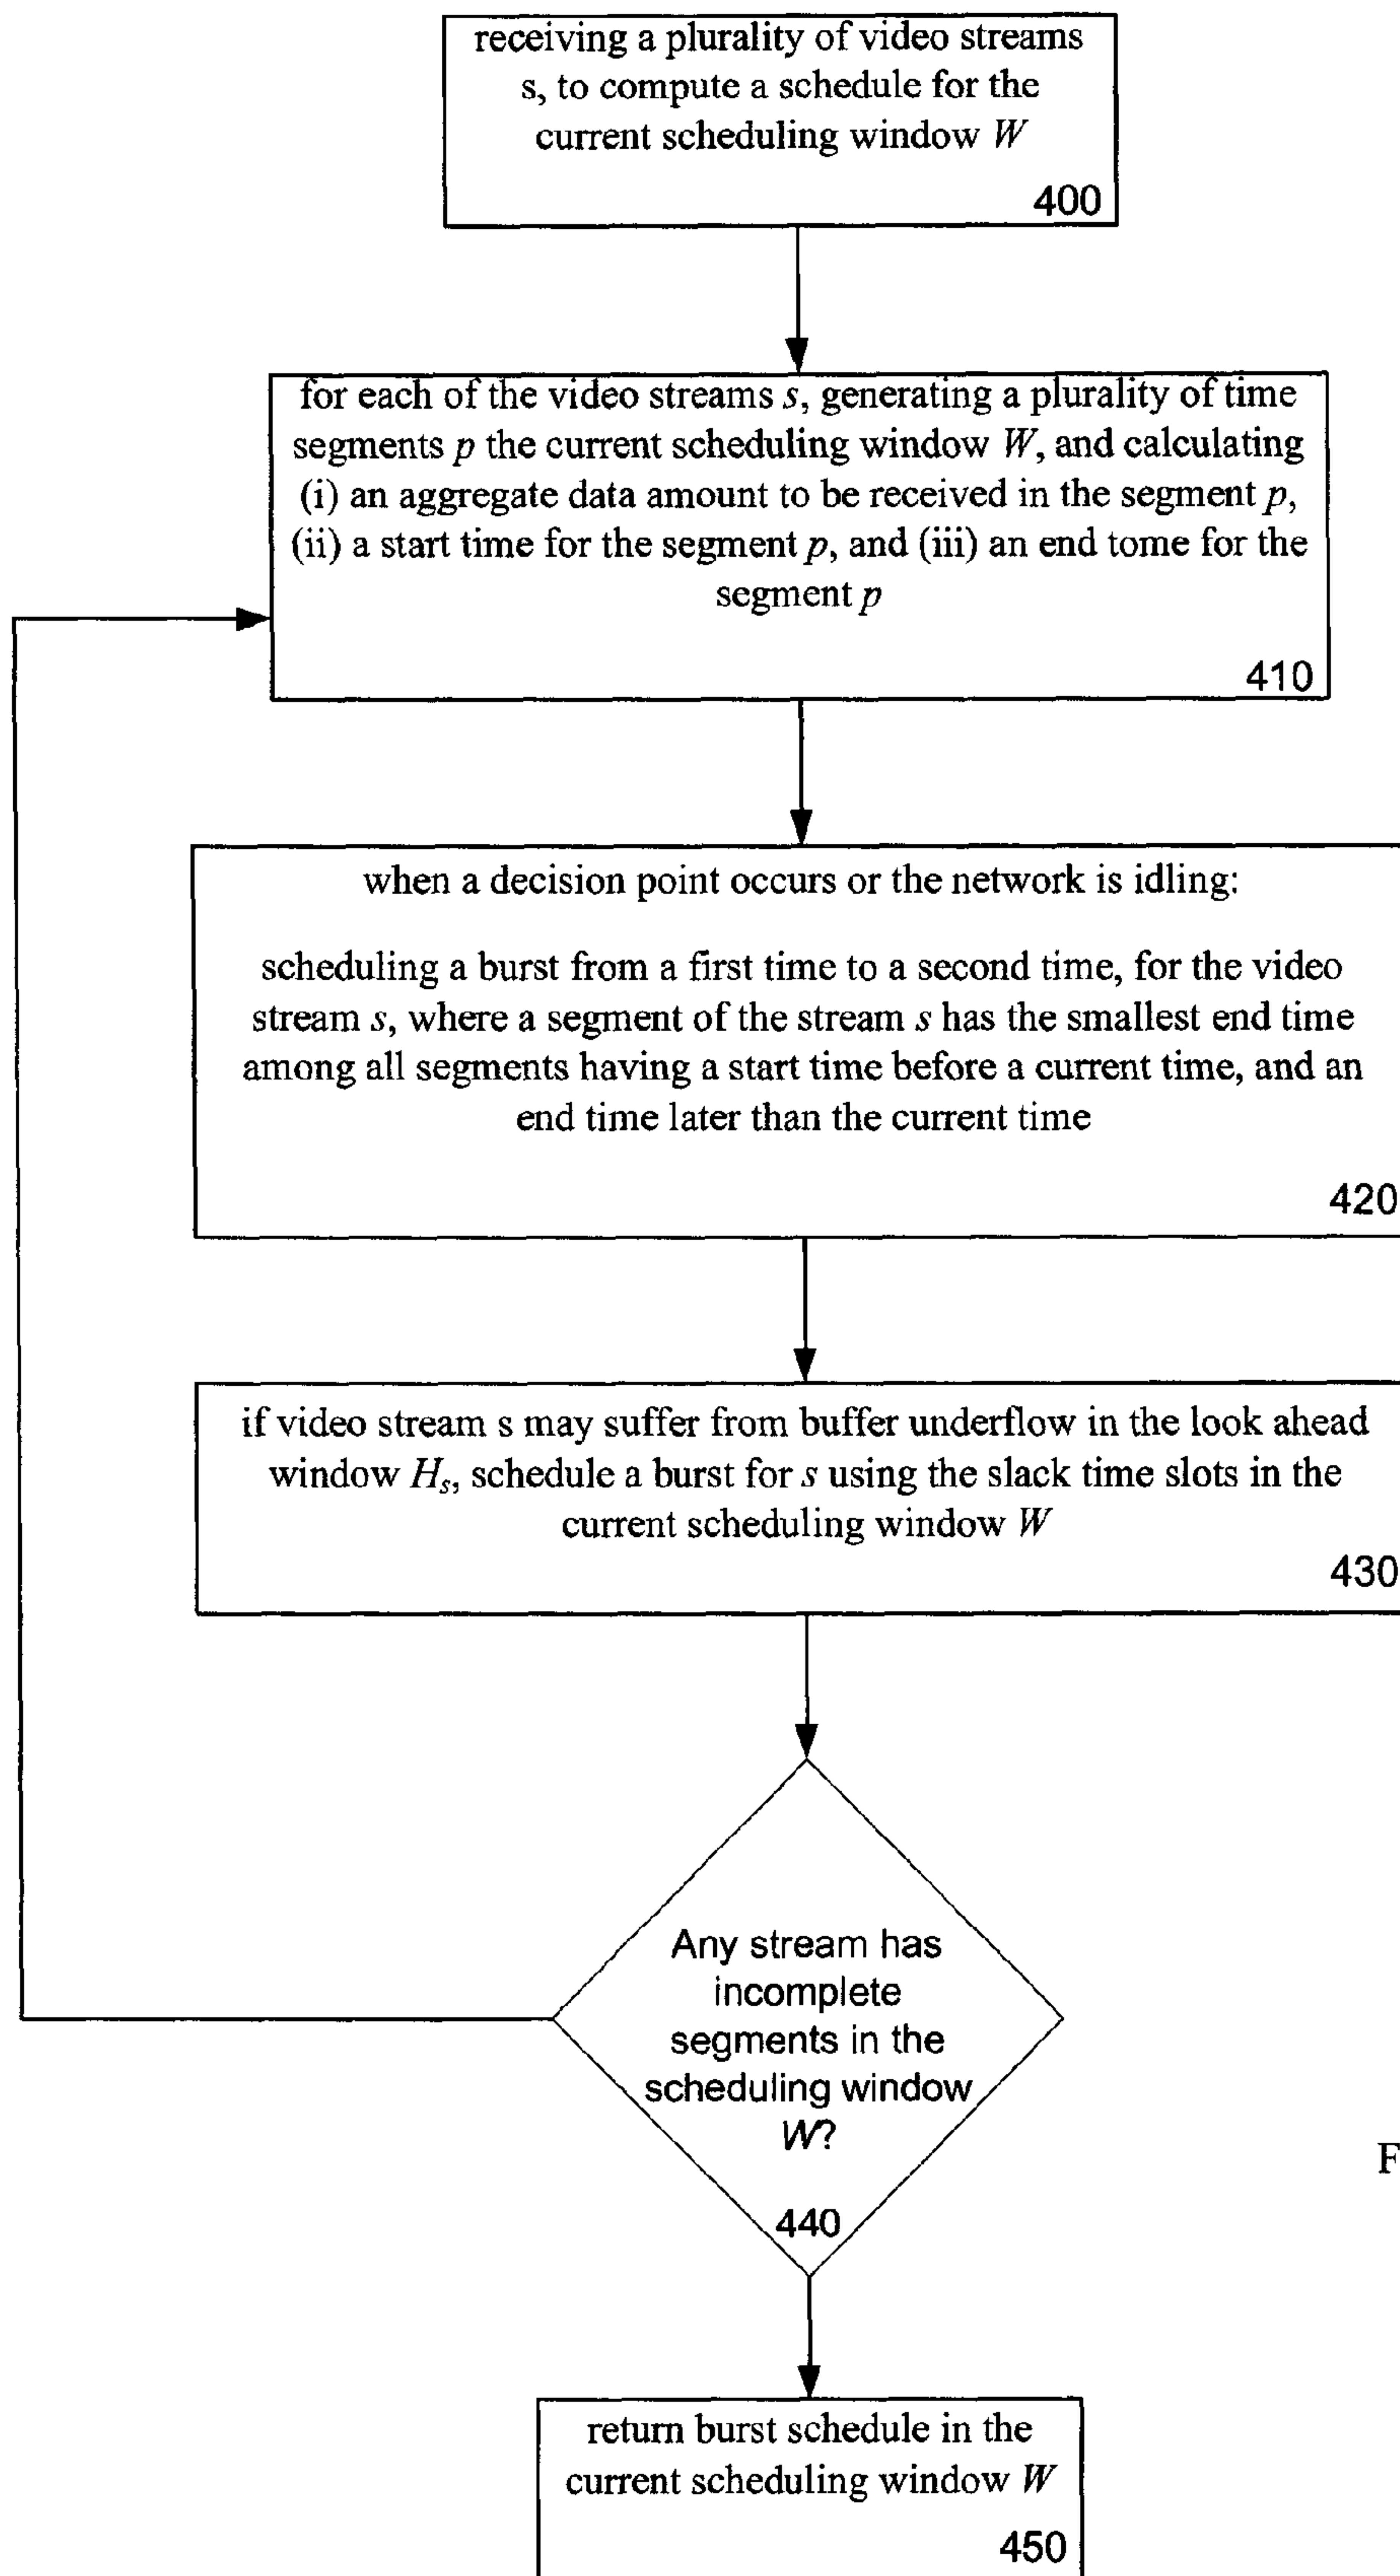 receiving a plurality of video streams
s, to compute a schedule for the
current scheduling window W
400
for each of the video streams s, generating a plurality of time
segments p the current scheduling window W, and calculating
(i) an aggregate data amount to be received in the segment p,
(ii) a start time for the segment p, and (iii) an end tome for the
segment p
410
when a decision point occurs or the network is idling:
scheduling a burst from a first time to a second time, for the video
stream s, where a segment of the stream s has the smallest end time
among all segments having a start time before a current time, and an
end time later than the current time
420
if video stream s may suffer from buffer underflow in the look ahead
window Hs, schedule a burst for s using the slack time slots in the
current scheduling window W
430
Any stream has
incomplete
segments in the
scheduling window
W?
F
440
return burst schedule in the
current scheduling window W
450